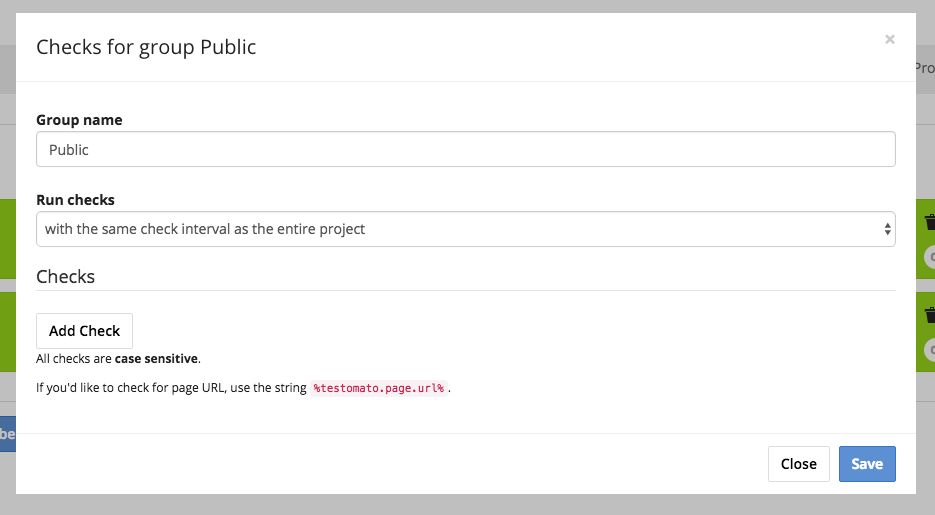 Checks for group Public
×
Pro
Group name
Public
Run checks
with the same check interval as the entire project
Checks
Add Check
All checks are case sensitive.
If you'd like to check for page URL, use the string %testomato.page.url% .
be
Close
Save